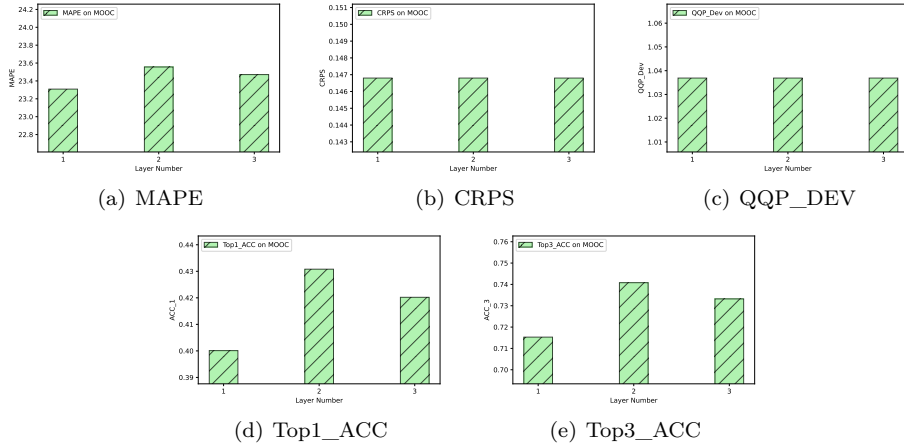 MAPE on MOOC
24.2
24.0
23.8
23.6
23.4
23.2
23.0
22.8
MAPE
1 2 3
Layer Number
(a) MAPE
CRPS on MOOC
0.151
0.150
0.149
0.148
0.147
0.146
0.145
0.144
0.143
CRPS
1 2 3
Layer Number
(b) CRPS
QQP_Dev on MOOC
1.06
1.05
1.04
1.03
1.02
1.01
QQP_Dev
1 2 3
Layer Number
(c) QQP_DEV
Top1_ACC on MOOC
0.44
0.43
0.42
0.41
0.40
0.39
ACC_1
1 2 3
Layer Number
(d) Top1_ACC
Top3_ACC on MOOC
0.76
0.75
0.74
0.73
0.72
0.71
0.70
ACC_3
1 2 3
Layer Number
(e) Top3_ACC